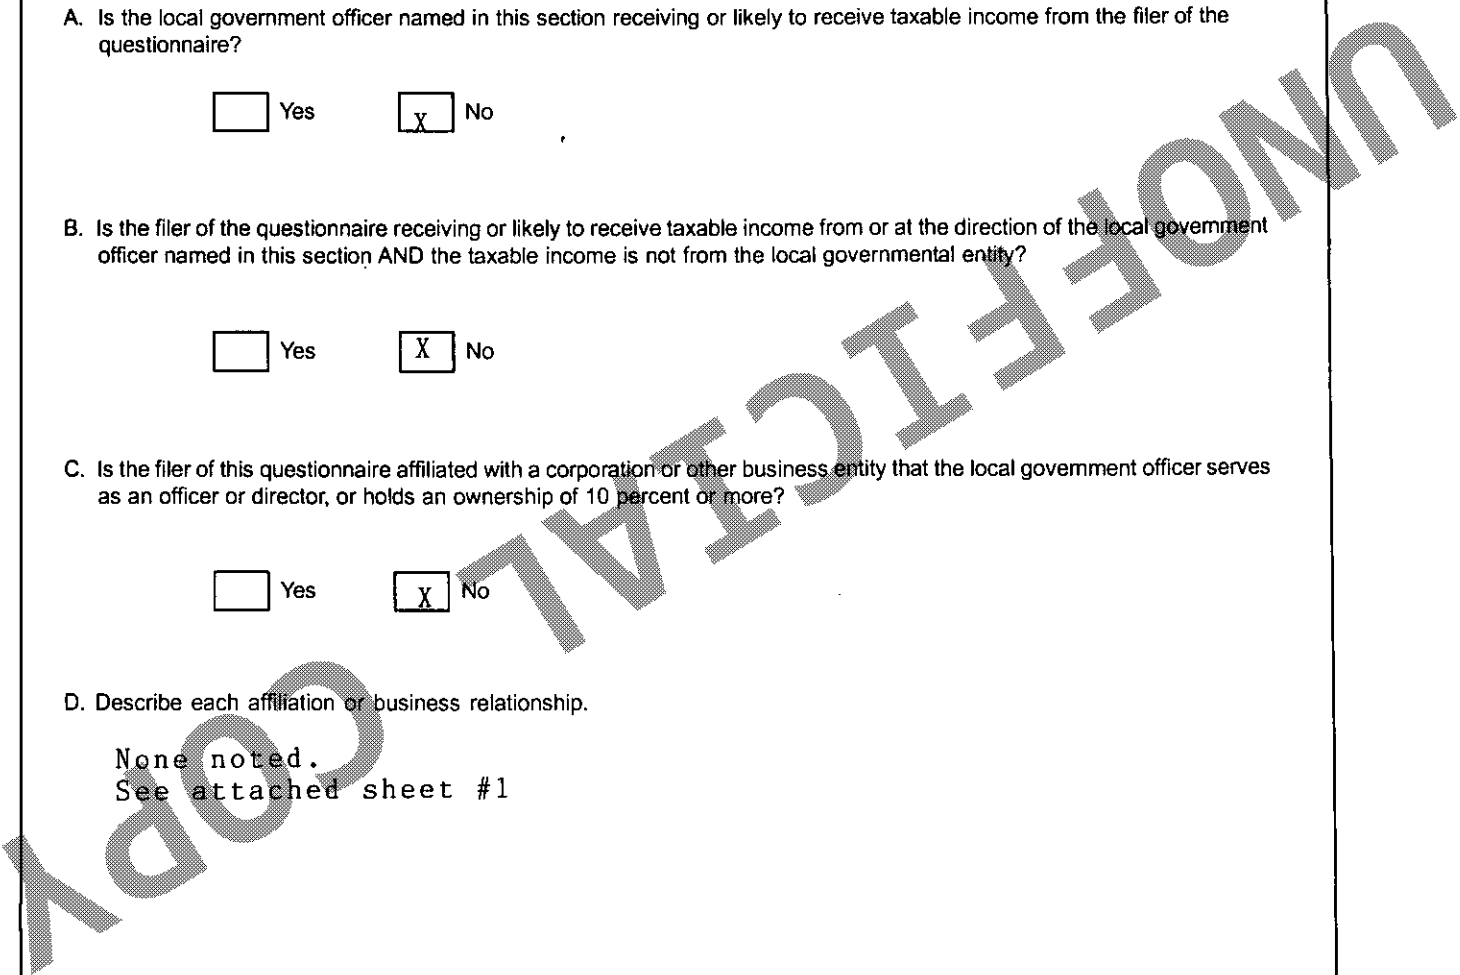 A. Is the local government officer named in this section receiving or likely to receive taxable income from the filer of the
questionnaire?
Yes X No
B. Is the filer of the questionnaire receiving or likely to receive taxable income from or at the direction of the local government
officer named in this section AND the taxable income is not from the local governmental entity?
Yes X No
C. Is the filer of this questionnaire affiliated with a corporation or other business entity that the local government officer serves
as an officer or director, or holds an ownership of 10 percent or more?
Yes X No
D. Describe each affiliation or business relationship.
None noted.
See attached sheet #1
UNOFFICIAL COPY